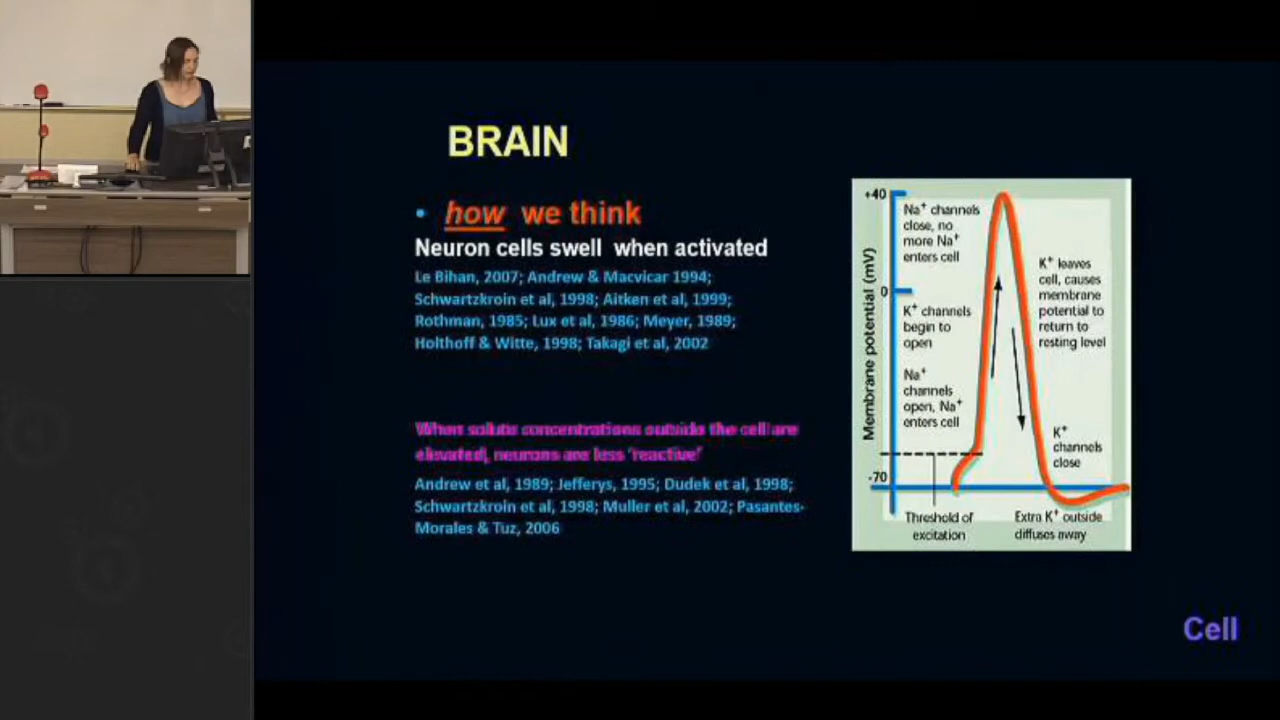 BRAIN
• how we think
Neuron cells swell when activated
Le Bihan, 2007; Andrew & Macvicar 1994;
Schwartzkroin et al, 1998; Aitken et al, 1999;
Rothman, 1985; Lux et al, 1986; Meyer, 1989;
Holthoff & Witte, 1998; Takagi et al, 2002
When solute concentrations outside the cell are
elevated, neurons are less 'reactive'
Andrew et al, 1989; Jefferys, 1995; Dudek et al, 1998;
Schwartzkroin et al, 1998; Muller et al, 2002; Pasantes-
Morales & Tuz, 2006
Membrane potential (mV)
+40
0
-70
Na+ channels
close, no
more Na+
enters cell
K+ channels
begin to
open
Na+
channels
open, Na+
enters cell
K+ leaves
cell, causes
membrane
potential to
return to
resting level
K+
channels
close
Threshold of
excitation
Extra K+ outside
diffuses away
Cell